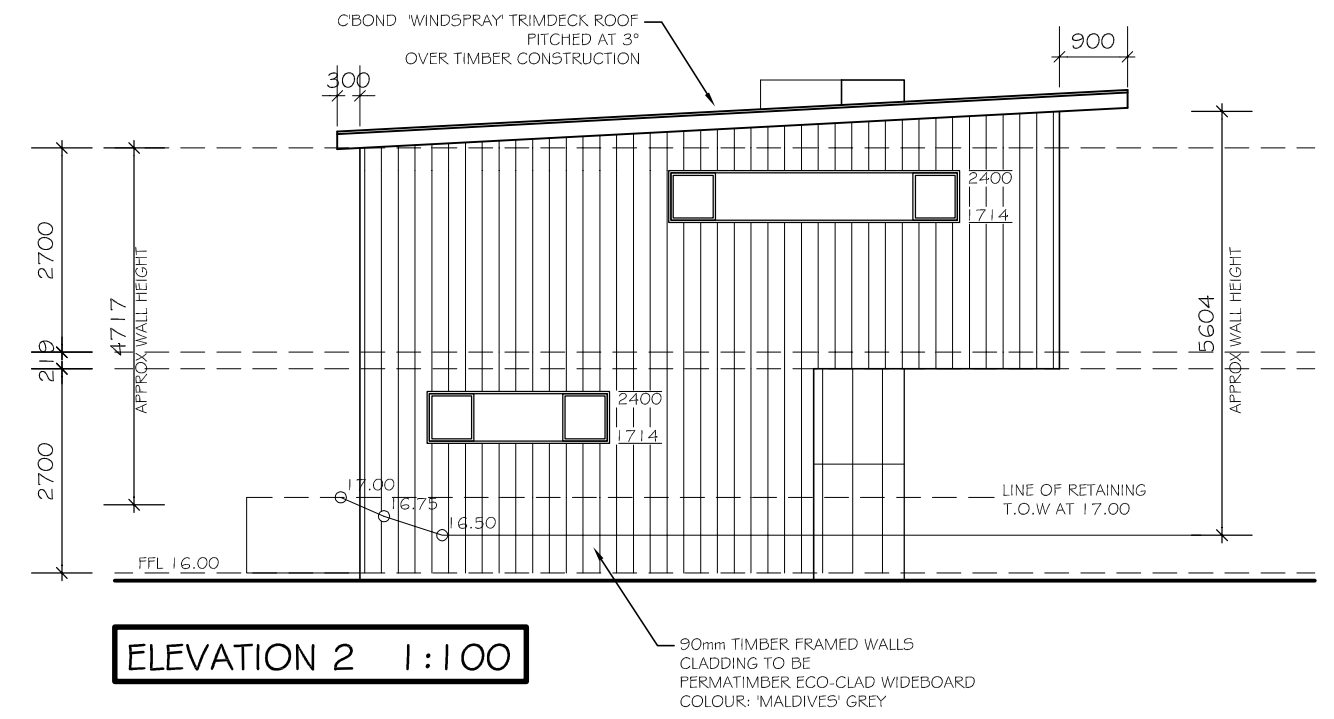 C'BOND 'WINDSPRAY' TRIMDECK ROOF
PITCHED AT 3°
OVER TIMBER CONSTRUCTION
300
900
2400
1714
2700
4717
APPROX WALL HEIGHT
219
2700
5604
APPROX WALL HEIGHT
2400
1714
17.00
16.75
16.50
LINE OF RETAINING
T.O.W AT 17.00
FFL 16.00
ELEVATION 2 1:100
90mm TIMBER FRAMED WALLS
CLADDING TO BE
PERMATIMBER ECO-CLAD WIDEBOARD
COLOUR: 'MALDIVES' GREY